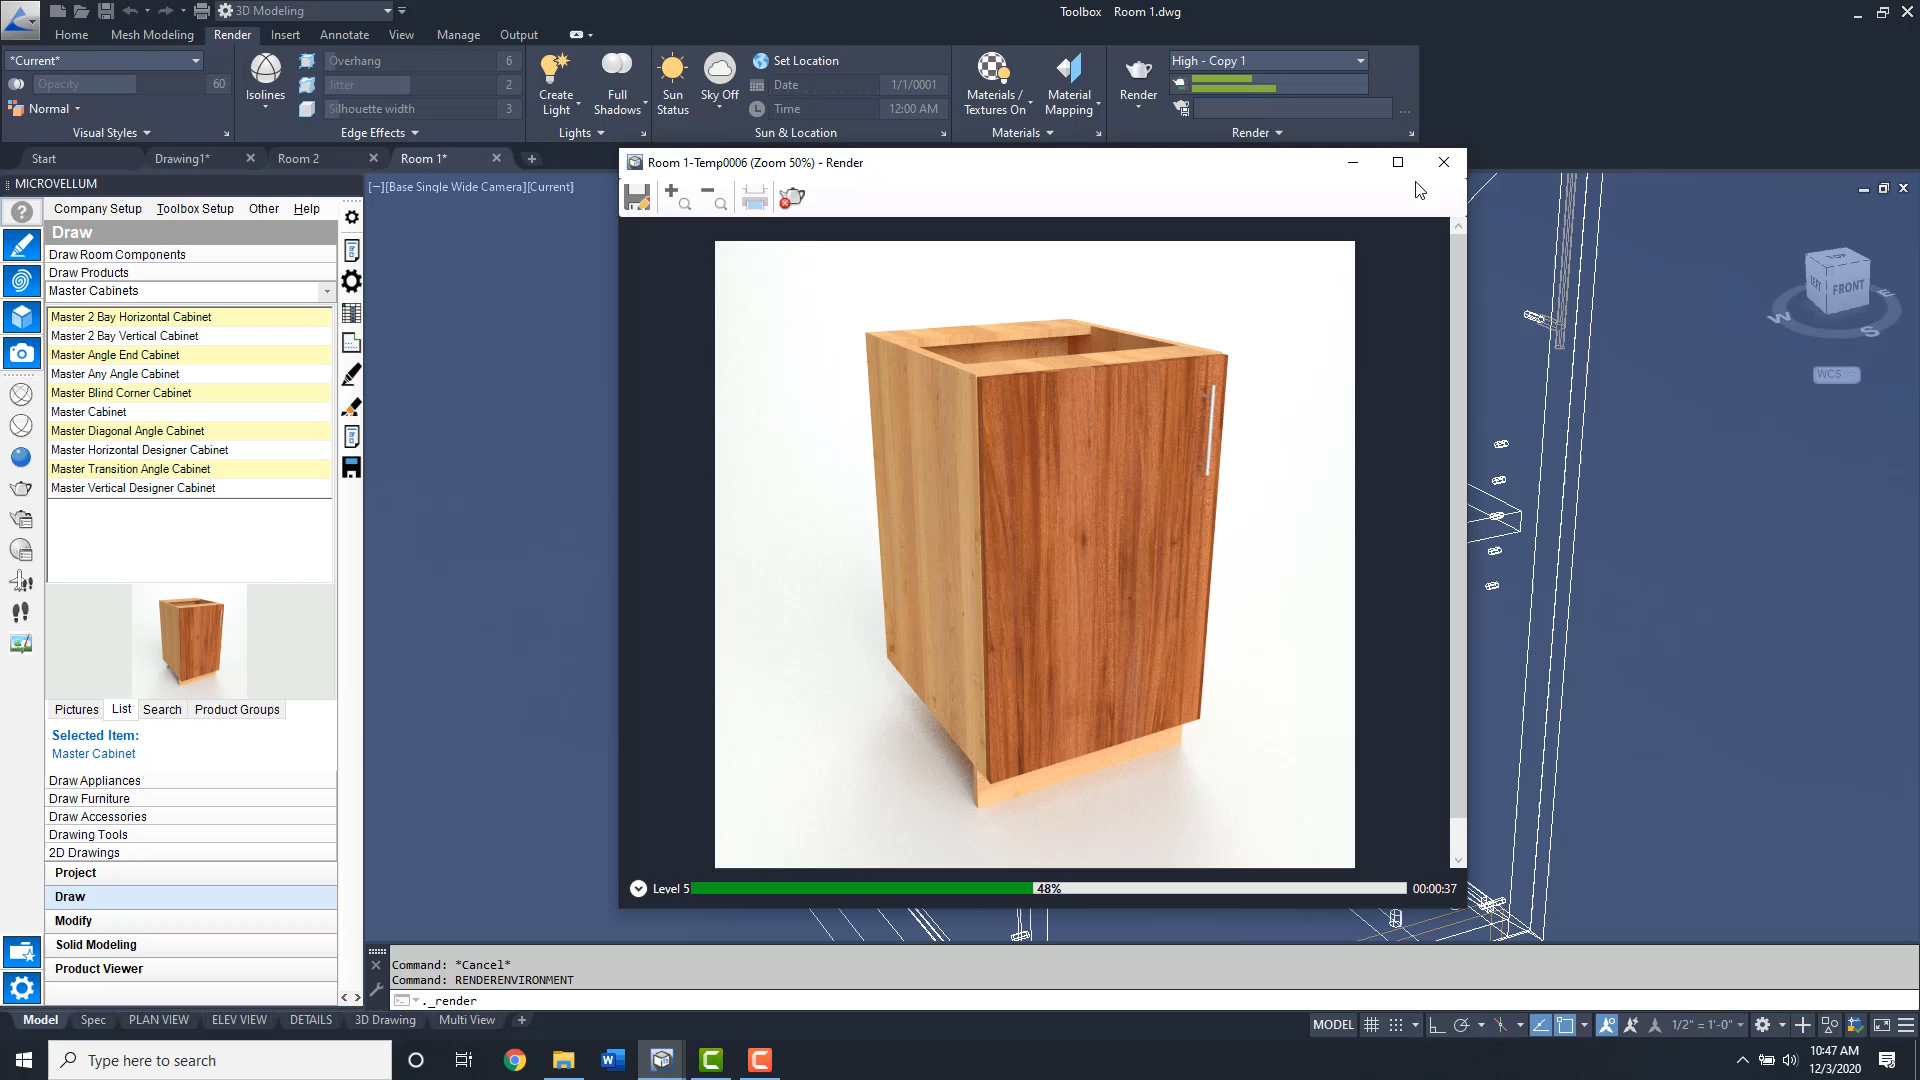 3D Modeling
Toolbox Room 1.dwg
Home Mesh Modeling Render Insert Annotate View Manage Output
*Current*
Opacity 60
Normal
Visual Styles
Isolines
Overhang 6
Jitter 2
Silhouette width 3
Edge Effects
Create Light
Full Shadows
Lights
Sun Status
Sky Off
Set Location
Date 1/1/0001
Time 12:00 AM
Sun & Location
Materials / Textures On
Material Mapping
Materials
Render
High - Copy 1
...
Render
Start Drawing1* Room 2 Room 1*
MICROVELLUM
Company Setup Toolbox Setup Other Help
Draw
Draw Room Components
Draw Products
Master Cabinets
Master 2 Bay Horizontal Cabinet
Master 2 Bay Vertical Cabinet
Master Angle End Cabinet
Master Any Angle Cabinet
Master Blind Corner Cabinet
Master Cabinet
Master Diagonal Angle Cabinet
Master Horizontal Designer Cabinet
Master Transition Angle Cabinet
Master Vertical Designer Cabinet
Pictures List Search Product Groups
Selected Item:
Master Cabinet
Draw Appliances
Draw Furniture
Draw Accessories
Drawing Tools
2D Drawings
Project
Draw
Modify
Solid Modeling
Product Viewer
[−][Base Single Wide Camera][Current]
Room 1-Temp0006 (Zoom 50%) - Render
Level 5 48% 00:00:37
TOP
LEFT FRONT
W S E
WCS
Command: *Cancel*
Command: RENDERENVIRONMENT
._render
Model Spec PLAN VIEW ELEV VIEW DETAILS 3D Drawing Multi View
MODEL 1/2" = 1'-0"
Type here to search
10:47 AM
12/3/2020